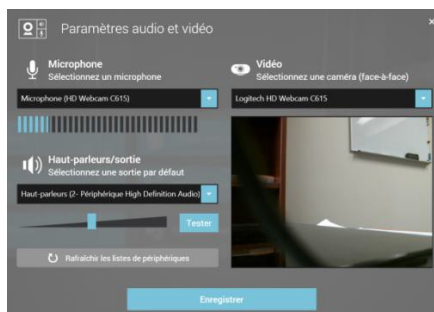 Paramètres audio et vidéo
Microphone
Sélectionnez un microphone
Microphone (HD Webcam C615)
Haut-parleurs/sortie
Sélectionnez une sortie par défaut
Haut-parleurs (2- Périphérique High Definition Audio)
Tester
Rafraîchir les listes de périphériques
Vidéo
Sélectionnez une caméra (face-à-face)
Logitech HD Webcam C615
Enregistrer